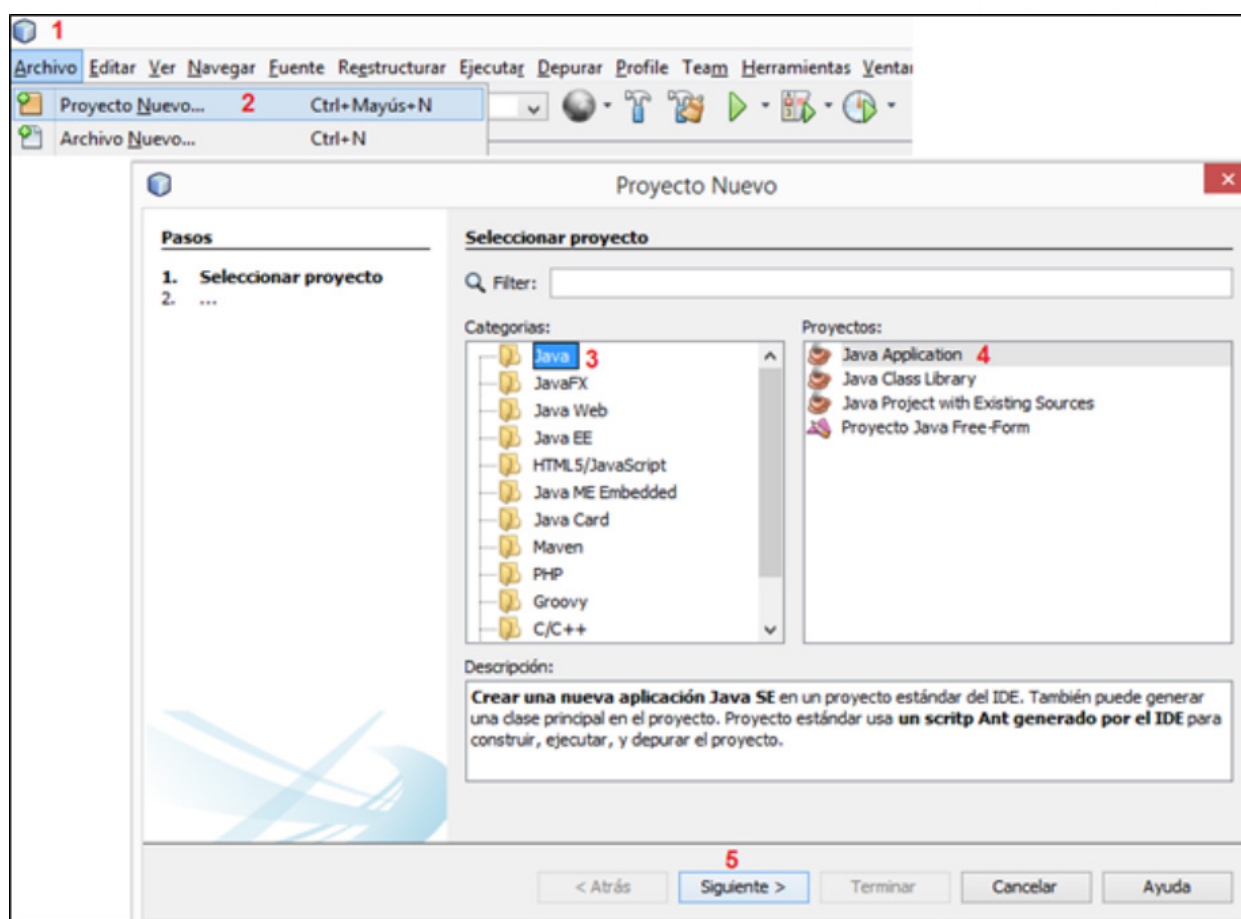 1
Archivo Editar Ver Navegar Fuente Reestructurar Ejecutar Depurar Profile Team Herramientas Ventan
Proyecto Nuevo... 2 Ctrl+Mayús+N
Archivo Nuevo... Ctrl+N
Proyecto Nuevo
Pasos
1. Seleccionar proyecto
2. ...
Seleccionar proyecto
Filter:
Categorias:
Java 3
JavaFX
Java Web
Java EE
HTML5/JavaScript
Java ME Embedded
Java Card
Maven
PHP
Groovy
C/C++
Proyectos:
Java Application 4
Java Class Library
Java Project with Existing Sources
Proyecto Java Free-Form
Descripción:
Crear una nueva aplicación Java SE en un proyecto estándar del IDE. También puede generar
una clase principal en el proyecto. Proyecto estándar usa un scritp Ant generado por el IDE para
construir, ejecutar, y depurar el proyecto.
5
< Atrás Siguiente > Terminar Cancelar Ayuda